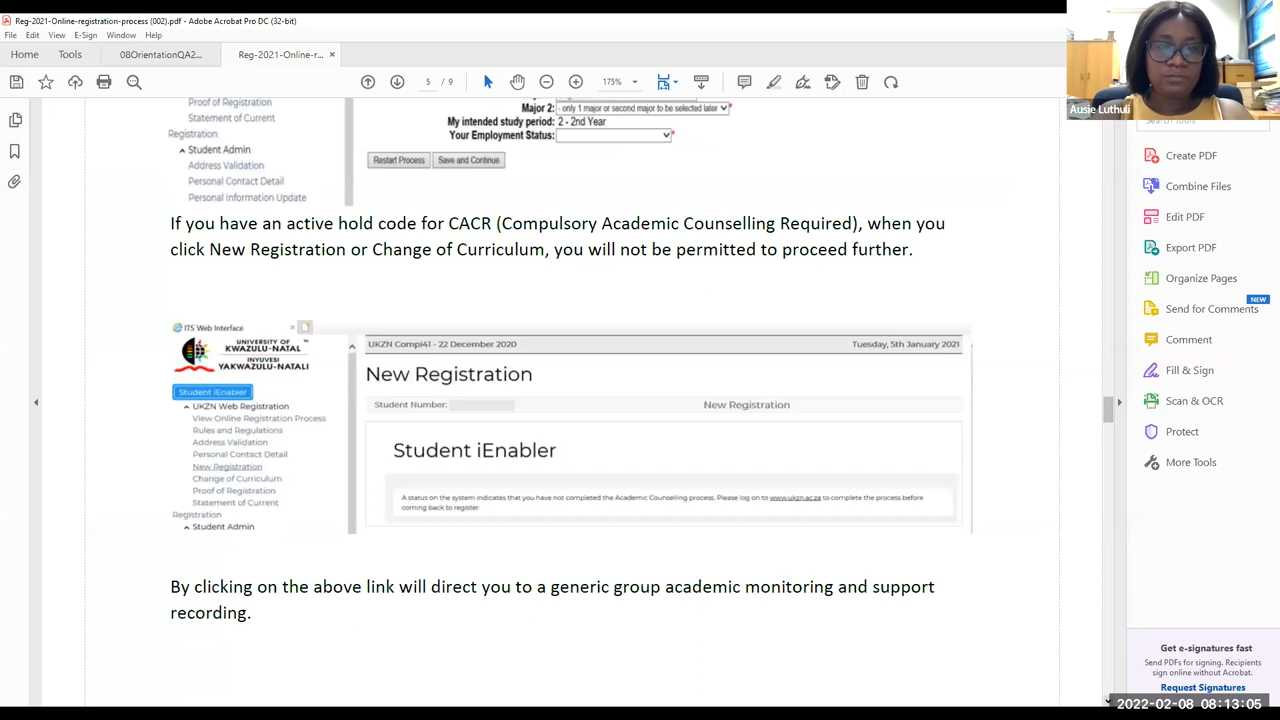 Reg-2021-Online-registration-process (002).pdf - Adobe Acrobat Pro DC (32-bit)
File Edit View E-Sign Window Help
Home Tools 08OrientationQA2... Reg-2021-Online-r... ×
5 / 9 175%
Ausie Luthuli
Proof of Registration
Statement of Current
Registration
Student Admin
Address Validation
Personal Contact Detail
Personal Information Update
Major 2: - only 1 major or second major to be selected later *
My intended study period: 2 - 2nd Year
Your Employment Status: *
Restart Process Save and Continue
If you have an active hold code for CACR (Compulsory Academic Counselling Required), when you
click New Registration or Change of Curriculum, you will not be permitted to proceed further.
ITS Web Interface ×
UNIVERSITY OF
KWAZULU-NATAL ™
INYUVESI
YAKWAZULU-NATALI
Student iEnabler
UKZN Web Registration
View Online Registration Process
Rules and Regulations
Address Validation
Personal Contact Detail
New Registration
Change of Curriculum
Proof of Registration
Statement of Current
Registration
Student Admin
UKZN Compi41 - 22 December 2020 Tuesday, 5th January 2021
New Registration
Student Number: New Registration
Student iEnabler
A status on the system indicates that you have not completed the Academic Counselling process. Please log on to www.ukzn.ac.za to complete the process before
coming back to register.
By clicking on the above link will direct you to a generic group academic monitoring and support
recording.
Search tools
Create PDF
Combine Files
Edit PDF
Export PDF
Organize Pages
NEW
Send for Comments
Comment
Fill & Sign
Scan & OCR
Protect
More Tools
Get e-signatures fast
Send PDFs for signing. Recipients
sign online without Acrobat.
Request Signatures
2022-02-08 08:13:05